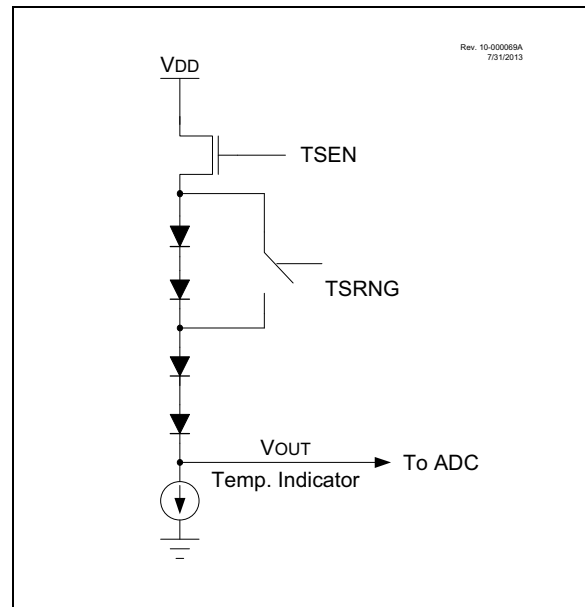 Rev. 10-000069A
7/31/2013
VDD
TSEN
TSRNG
VOUT
Temp. Indicator
To ADC